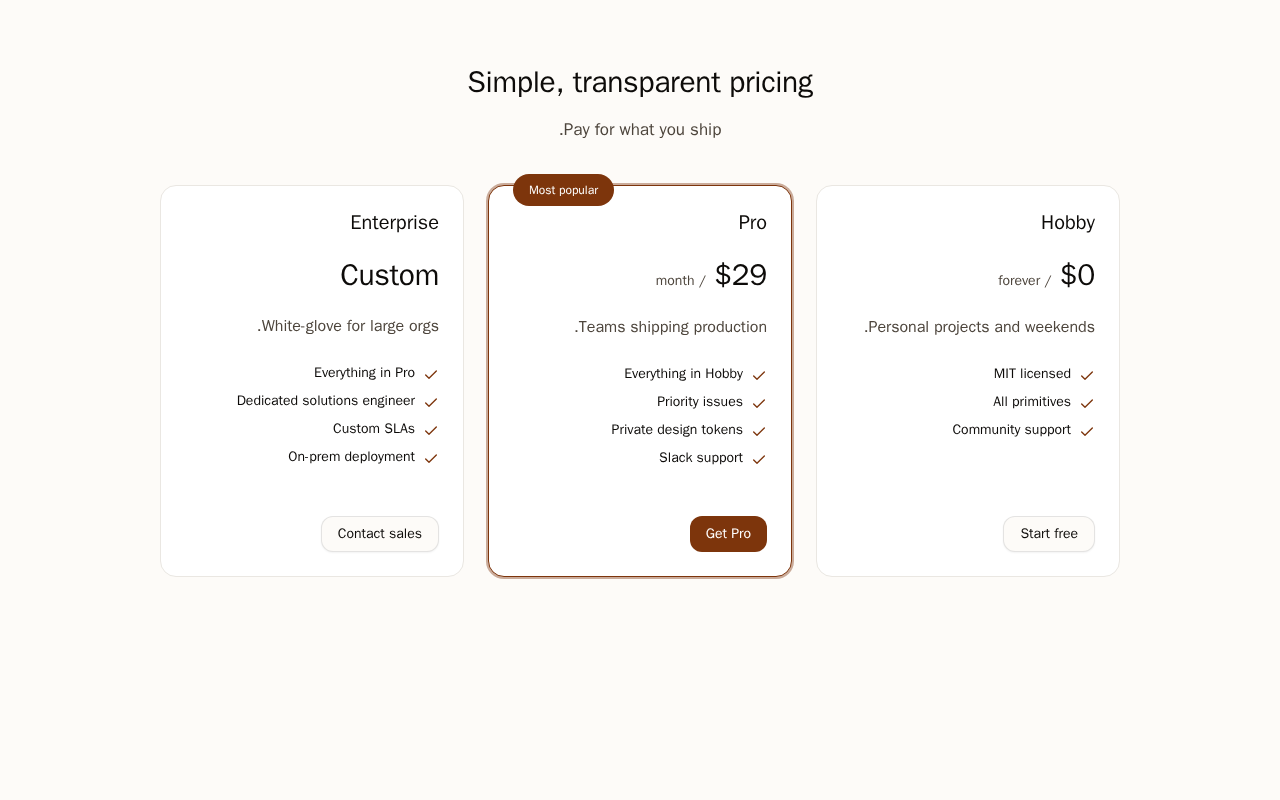 Simple, transparent pricing
.Pay for what you ship
Enterprise
Custom
.White-glove for large orgs
Everything in Pro
Dedicated solutions engineer
Custom SLAs
On-prem deployment
Contact sales
Most popular
Pro
month / $29
.Teams shipping production
Everything in Hobby
Priority issues
Private design tokens
Slack support
Get Pro
Hobby
forever / $0
.Personal projects and weekends
MIT licensed
All primitives
Community support
Start free